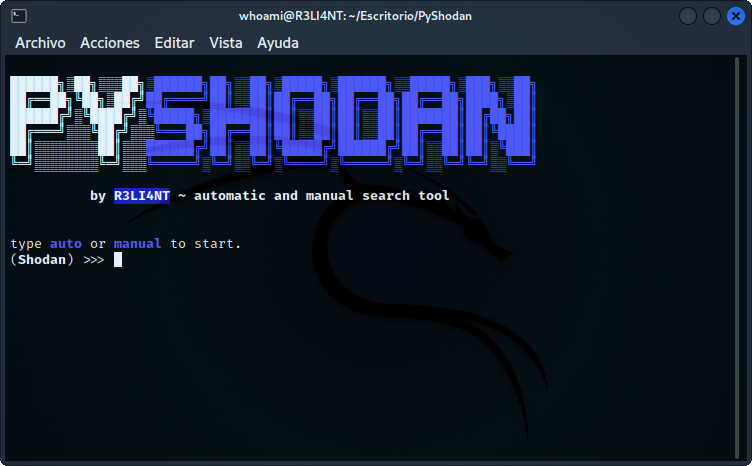 whoami@R3LI4NT: ~/Escritorio/PyShodan
Archivo Acciones Editar Vista Ayuda
PYSHODAN
by R3LI4NT ~ automatic and manual search tool
type auto or manual to start.
(Shodan) >>>